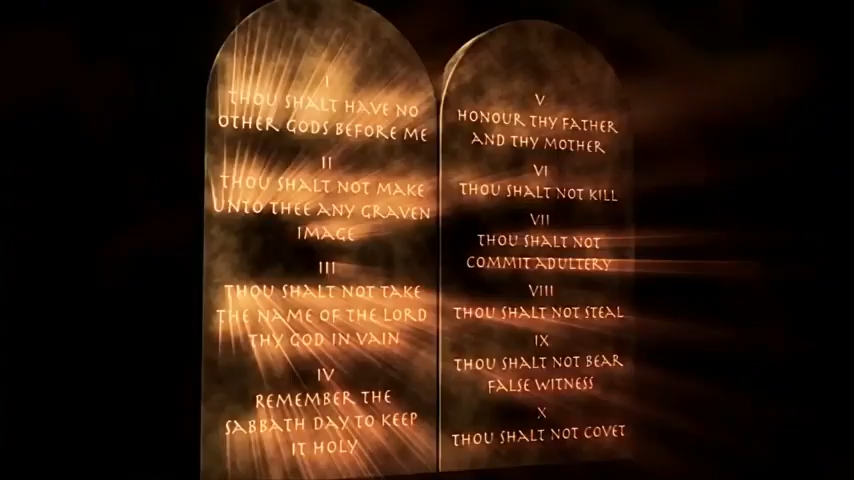 I
THOU SHALT HAVE NO
OTHER GODS BEFORE ME
II
THOU SHALT NOT MAKE
UNTO THEE ANY GRAVEN
IMAGE
III
THOU SHALT NOT TAKE
THE NAME OF THE LORD
THY GOD IN VAIN
IV
REMEMBER THE
SABBATH DAY TO KEEP
IT HOLY
V
HONOUR THY FATHER
AND THY MOTHER
VI
THOU SHALT NOT KILL
VII
THOU SHALT NOT
COMMIT ADULTERY
VIII
THOU SHALT NOT STEAL
IX
THOU SHALT NOT BEAR
FALSE WITNESS
X
THOU SHALT NOT COVET